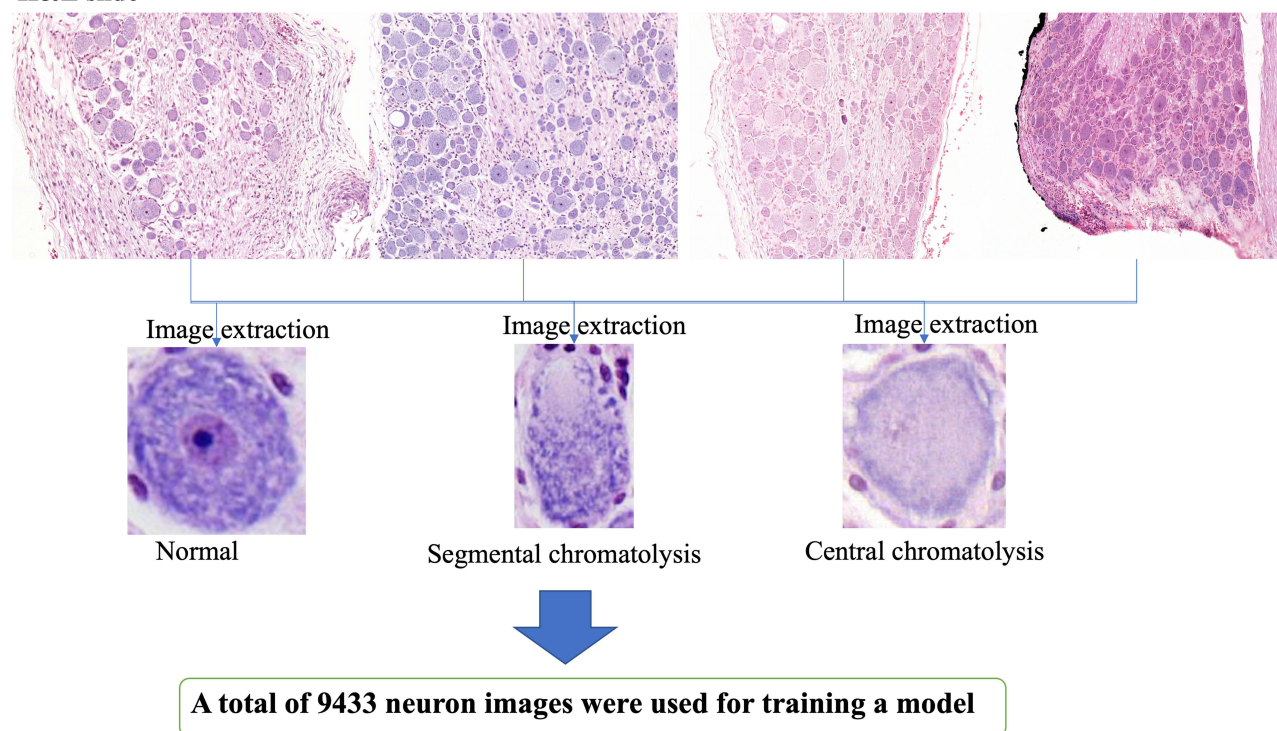 Image extraction
Image extraction
Image extraction
Normal
Segmental chromatolysis
Central chromatolysis
A total of 9433 neuron images were used for training a model